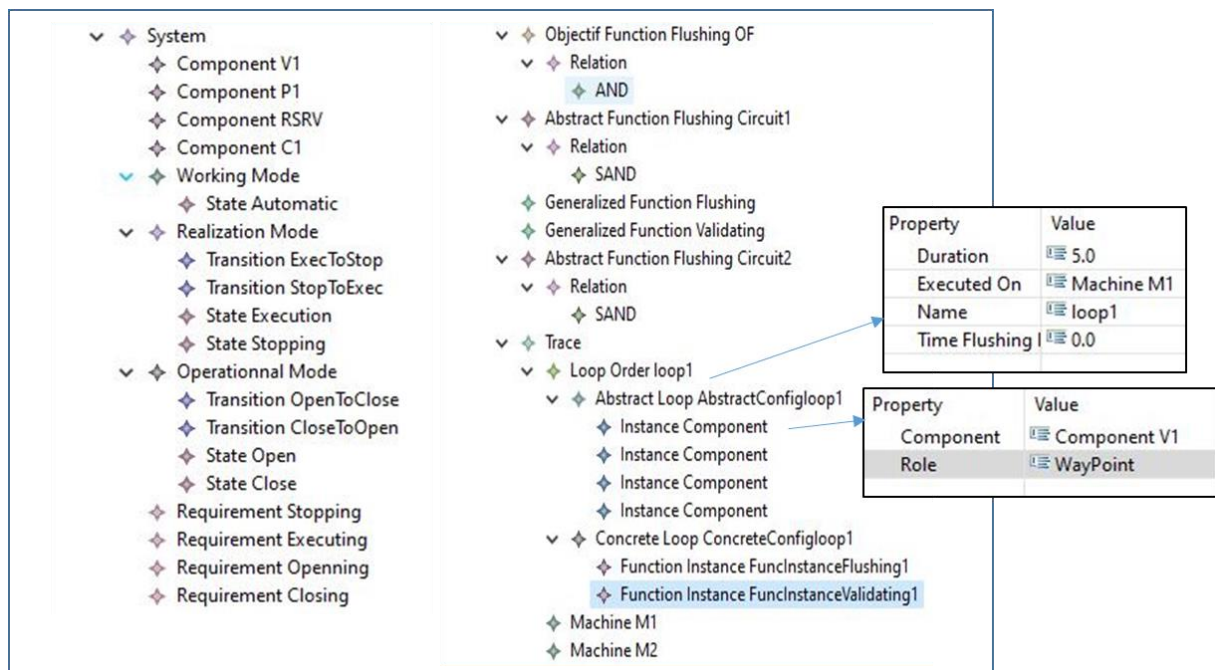 System
Component V1
Component P1
Component RSRV
Component C1
Working Mode
State Automatic
Realization Mode
Transition ExecToStop
Transition StopToExec
State Execution
State Stopping
Operationnal Mode
Transition OpenToClose
Transition CloseToOpen
State Open
State Close
Requirement Stopping
Requirement Executing
Requirement Openning
Requirement Closing
Objectif Function Flushing OF
Relation
AND
Abstract Function Flushing Circuit1
Relation
SAND
Generalized Function Flushing
Generalized Function Validating
Abstract Function Flushing Circuit2
Relation
SAND
Trace
Loop Order loop1
Abstract Loop AbstractConfigloop1
Instance Component
Instance Component
Instance Component
Instance Component
Concrete Loop ConcreteConfigloop1
Function Instance FuncInstanceFlushing1
Function Instance FuncInstanceValidating1
Machine M1
Machine M2
Property Value
Duration 5.0
Executed On Machine M1
Name loop1
Time Flushing 0.0
Property Value
Component Component V1
Role WayPoint